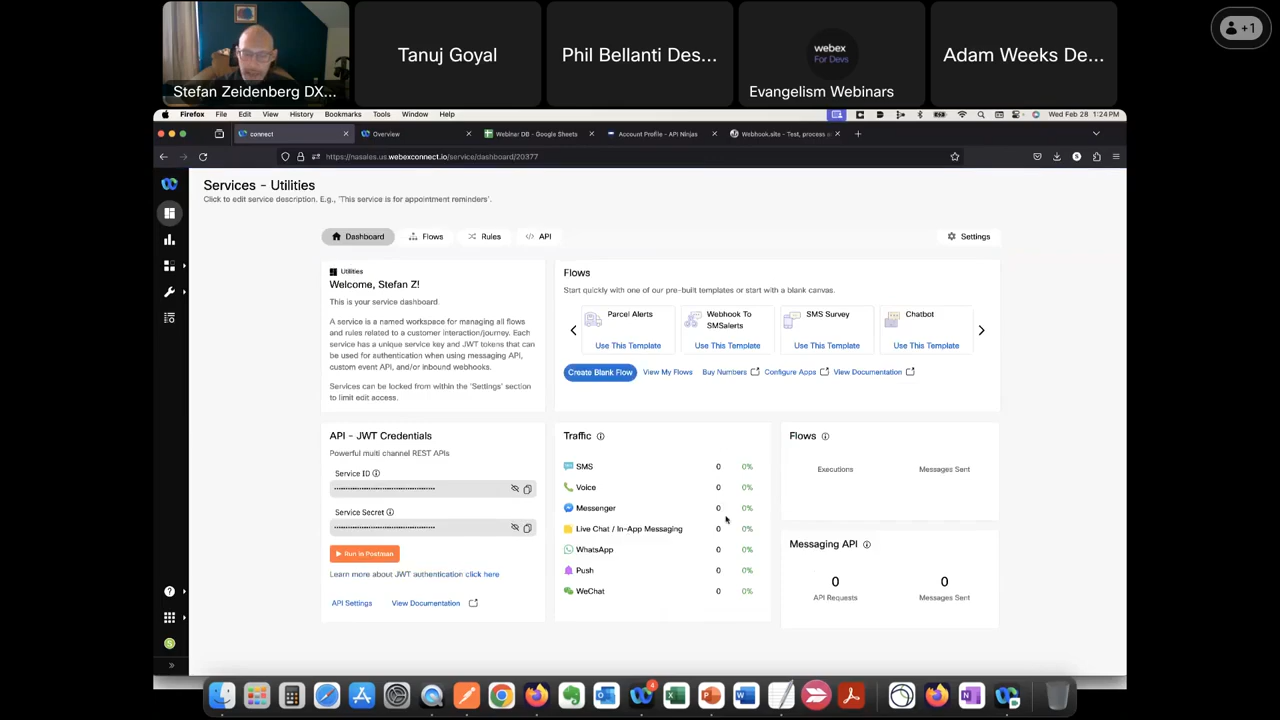 Stefan Zeidenberg DX...
Tanuj Goyal
Phil Bellanti Des...
webex
For Devs
Evangelism Webinars
Adam Weeks De...
+1
Firefox File Edit View History Bookmarks Tools Window Help
Wed Feb 28 1:24 PM
connect
Overview
Webinar DB - Google Sheets
Account Profile - API Ninjas
Webhook.site - Test, process
https://nasales.us.webexconnect.io/service/dashboard/20377
Services - Utilities
Click to edit service description. E.g., 'This service is for appointment reminders'.
Dashboard
Flows
Rules
API
Settings
Utilities
Welcome, Stefan Z!
This is your service dashboard
A service is a named workspace for managing all flows
and rules related to a customer interaction/journey. Each
service has a unique service key and JWT tokens that can
be used for authentication when using messaging API,
custom event API, and/or inbound webhooks.
Services can be locked from within the 'Settings' section
to limit edit access.
Flows
Start quickly with one of our pre-built templates or start with a blank canvas.
Parcel Alerts
Use This Template
Webhook To
SMSalerts
Use This Template
SMS Survey
Use This Template
Chatbot
Use This Template
Create Blank Flow
View My Flows
Buy Numbers
Configure Apps
View Documentation
API - JWT Credentials
Powerful multi channel REST APIs
Service ID
Service Secret
Run in Postman
Learn more about JWT authentication click here
API Settings
View Documentation
Traffic
SMS 0 0%
Voice 0 0%
Messenger 0 0%
Live Chat / In-App Messaging 0 0%
WhatsApp 0 0%
Push 0 0%
WeChat 0 0%
Flows
Executions
Messages Sent
Messaging API
0 0
API Requests
Messages Sent
S
4